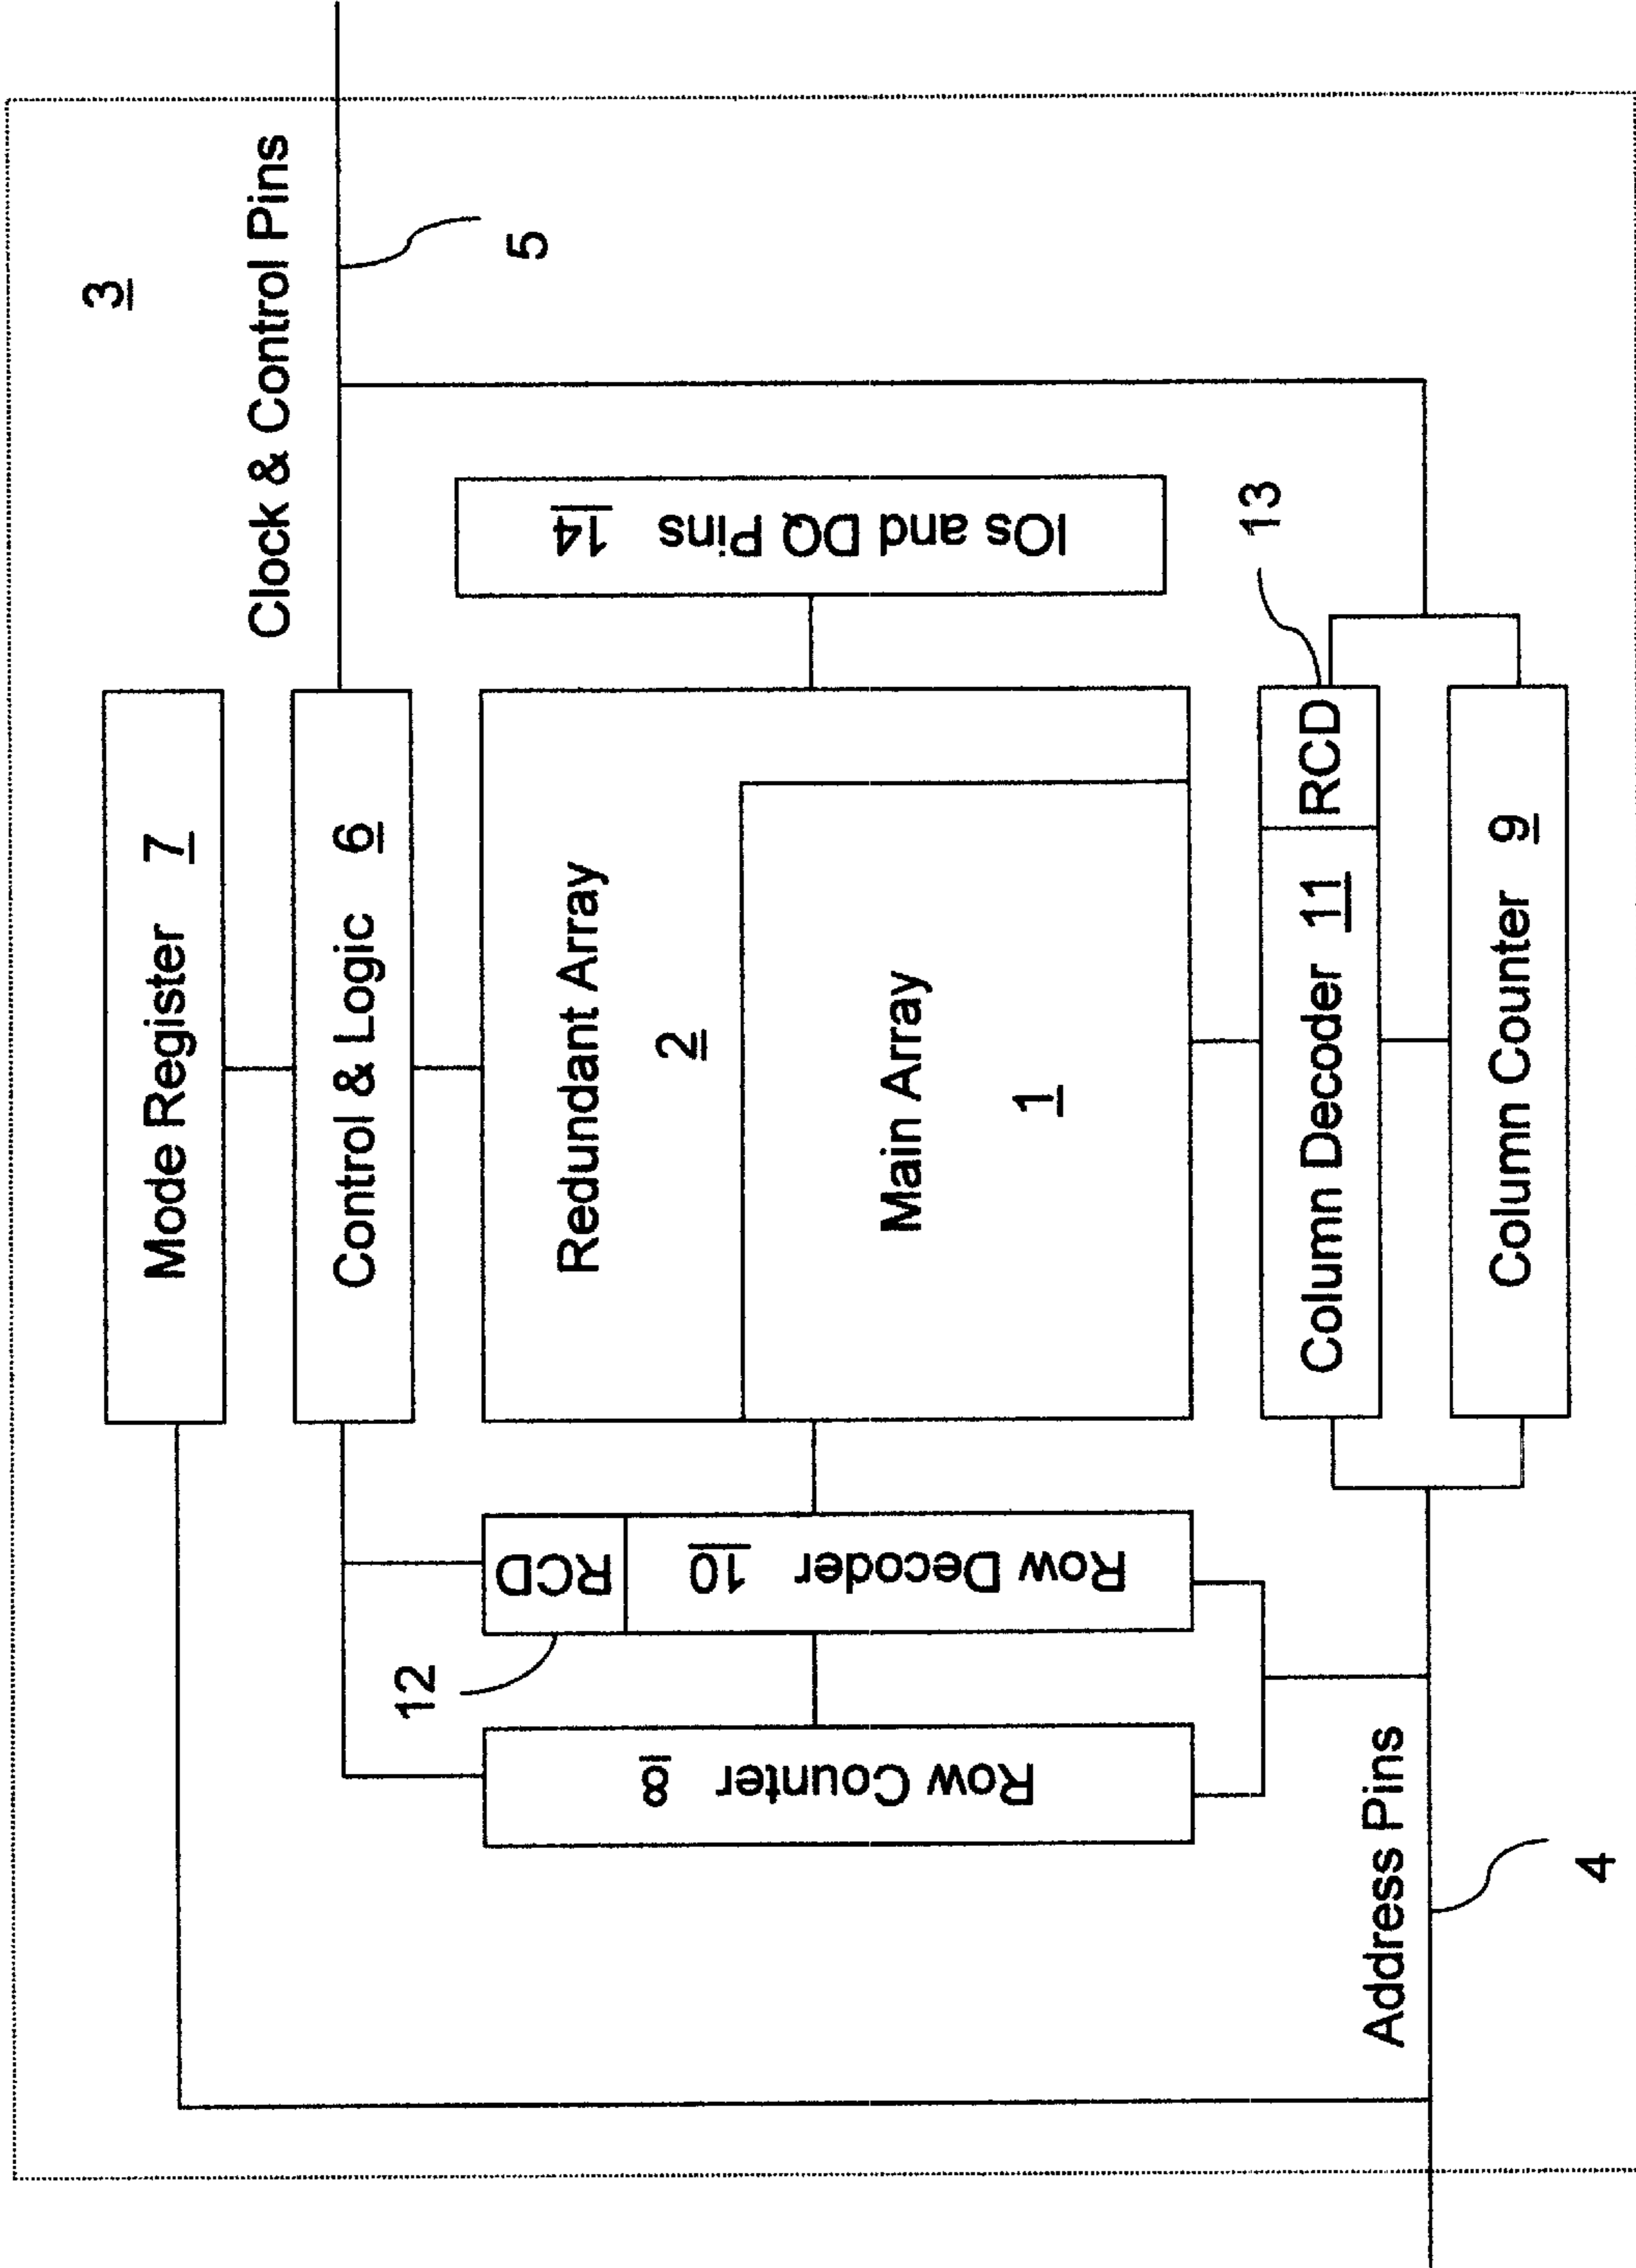 3
Clock & Control Pins
5
Mode Register 7
Control & Logic 6
Redundant Array
2
Main Array
1
IOs and DQ Pins 14
13
RCD
Column Decoder 11
Column Counter 9
RCD
Row Decoder 10
12
Row Counter 8
Address Pins
4